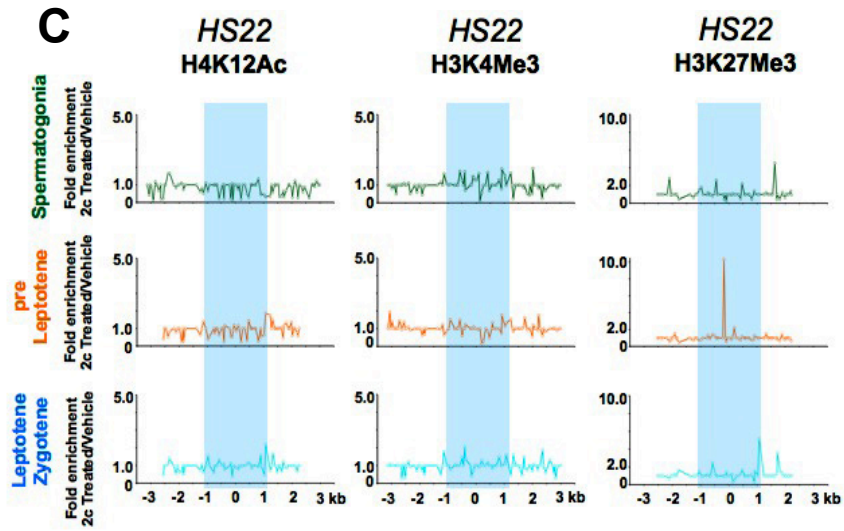 C
HS22 HS22 HS22
H4K12Ac H3K4Me3 H3K27Me3
Spermatogonia
Fold enrichment
2c Treated/Vehicle
5.0 5.0 10.0
1.0 1.0 2.0
0 0 0
pre
Leptotene
Fold enrichment
2c Treated/Vehicle
5.0 5.0 10.0
1.0 1.0 2.0
0 0 0
Leptotene
Zygotene
Fold enrichment
2c Treated/Vehicle
5.0 5.0 10.0
1.0 1.0 2.0
0 0 0
-3 -2 -1 0 1 2 3 kb -3 -2 -1 0 1 2 3 kb -3 -2 -1 0 1 2 3 kb